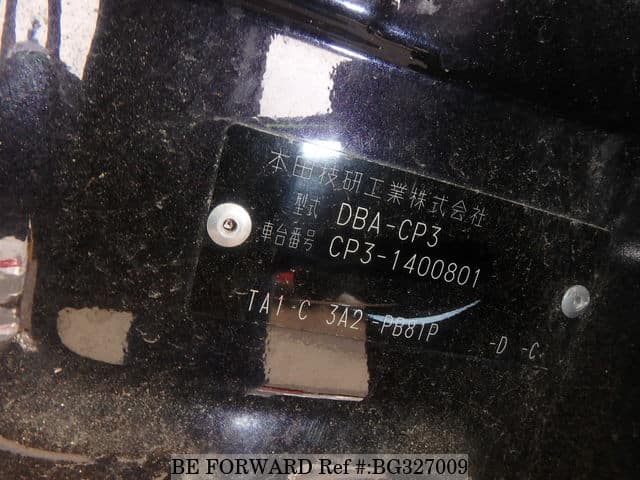 本田技研工業株式会社
型式 DBA-CP3
車台番号 CP3-1400801
TA1-C 3A2-PB81P -D -C
BE FORWARD Ref #:BG327009